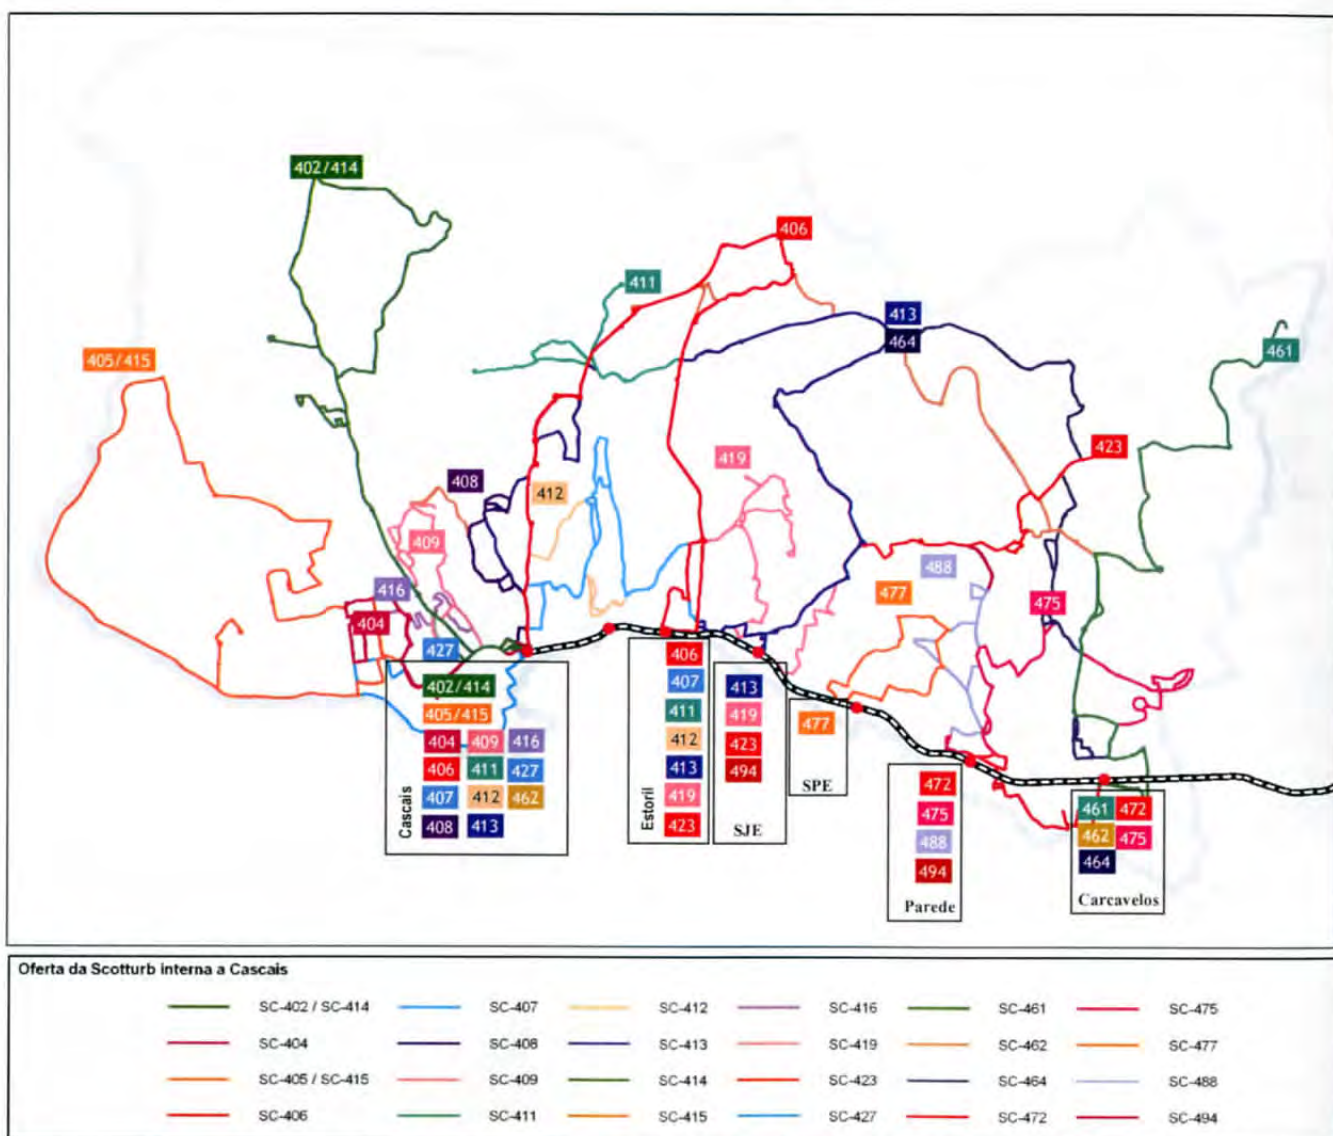 402/414
406
411
413
464
461
405/415
423
419
408
412
409
488
416
477
475
404
427
402/414
405/415
404 409 416
406 411 427
407 412 462
408 413
Cascais
406
407
411
412
413
419
423
Estoril
413
419
423
494
SJE
477
SPE
472
475
488
494
Parede
461 472
462 475
464
Carcavelos
Oferta da Scotturb interna a Cascais
SC-402 / SC-414 SC-407 SC-412 SC-416 SC-461 SC-475
SC-404 SC-408 SC-413 SC-419 SC-462 SC-477
SC-405 / SC-415 SC-409 SC-414 SC-423 SC-464 SC-488
SC-406 SC-411 SC-415 SC-427 SC-472 SC-494